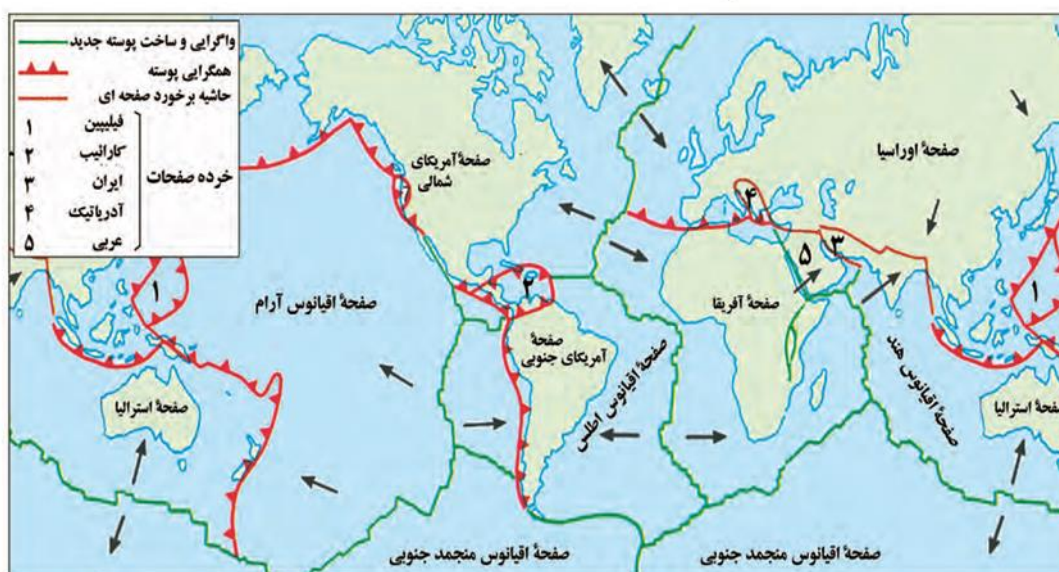 واگرایی و ساخت پوسته جدید
همگرایی پوسته
حاشیه برخورد صفحه ای
۱ فیلیپین
۲ کارائیب
۳ ایران
۴ آدریاتیک
۵ عربی
خرده صفحات
صفحهٔ آمریکای
شمالی
صفحهٔ اوراسیا
۴
۵
۳
۱
۲
۱
صفحهٔ اقیانوس آرام
صفحهٔ آفریقا
صفحهٔ
آمریکای جنوبی
صفحهٔ اقیانوس اطلس
صفحهٔ اقیانوس هند
صفحهٔ استرالیا
صفحهٔ استرالیا
صفحهٔ اقیانوس منجمد جنوبی
صفحهٔ اقیانوس منجمد جنوبی